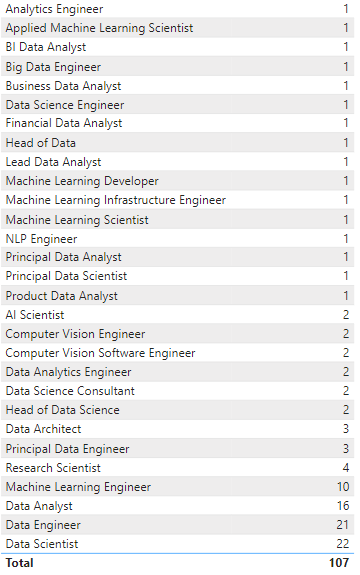 Analytics Engineer 1
Applied Machine Learning Scientist 1
BI Data Analyst 1
Big Data Engineer 1
Business Data Analyst 1
Data Science Engineer 1
Financial Data Analyst 1
Head of Data 1
Lead Data Analyst 1
Machine Learning Developer 1
Machine Learning Infrastructure Engineer 1
Machine Learning Scientist 1
NLP Engineer 1
Principal Data Analyst 1
Principal Data Scientist 1
Product Data Analyst 1
AI Scientist 2
Computer Vision Engineer 2
Computer Vision Software Engineer 2
Data Analytics Engineer 2
Data Science Consultant 2
Head of Data Science 2
Data Architect 3
Principal Data Engineer 3
Research Scientist 4
Machine Learning Engineer 10
Data Analyst 16
Data Engineer 21
Data Scientist 22
Total 107